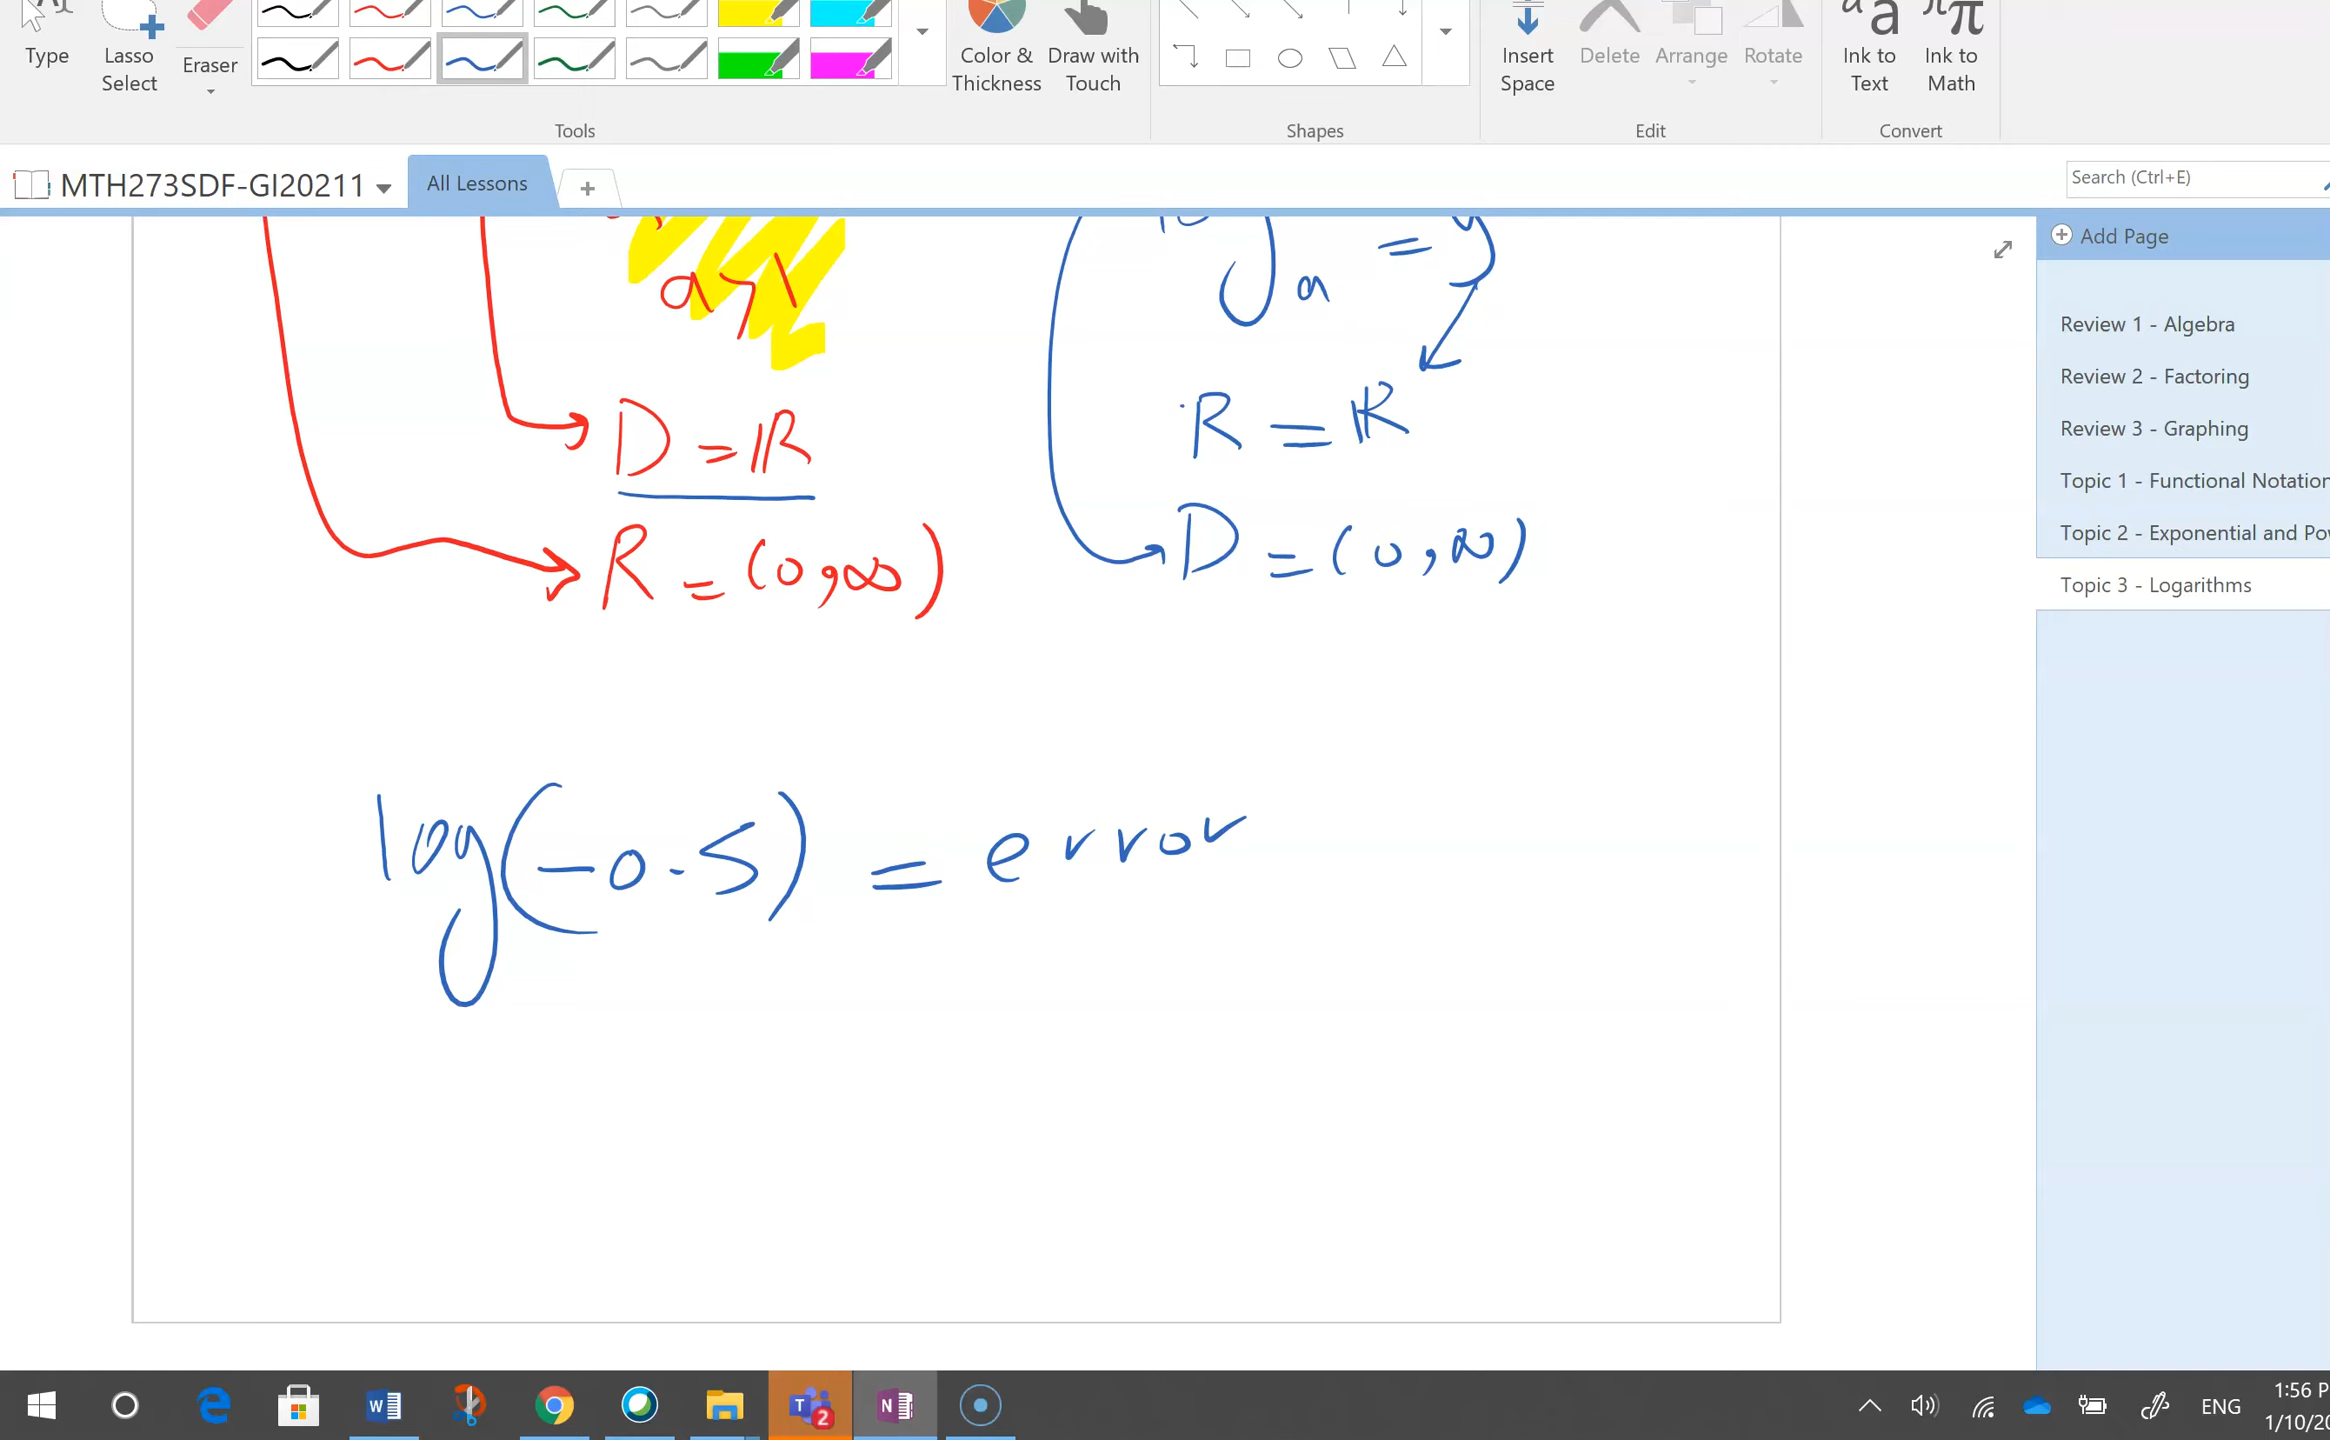 Type
Lasso Select
Eraser
Color & Thickness
Draw with Touch
Insert Space
Delete
Arrange
Rotate
Ink to Text
Ink to Math
Tools
Shapes
Edit
Convert
MTH273SDF-GI20211
All Lessons
Search (Ctrl+E)
Add Page
Review 1 - Algebra
Review 2 - Factoring
Review 3 - Graphing
Topic 1 - Functional Notation
Topic 2 - Exponential and Po
Topic 3 - Logarithms
a = y
D = ℝ
R = (0,∞)
R = ℝ
D = (0,∞)
log(-0.5) = error
2
ENG
1:56 P
1/10/20